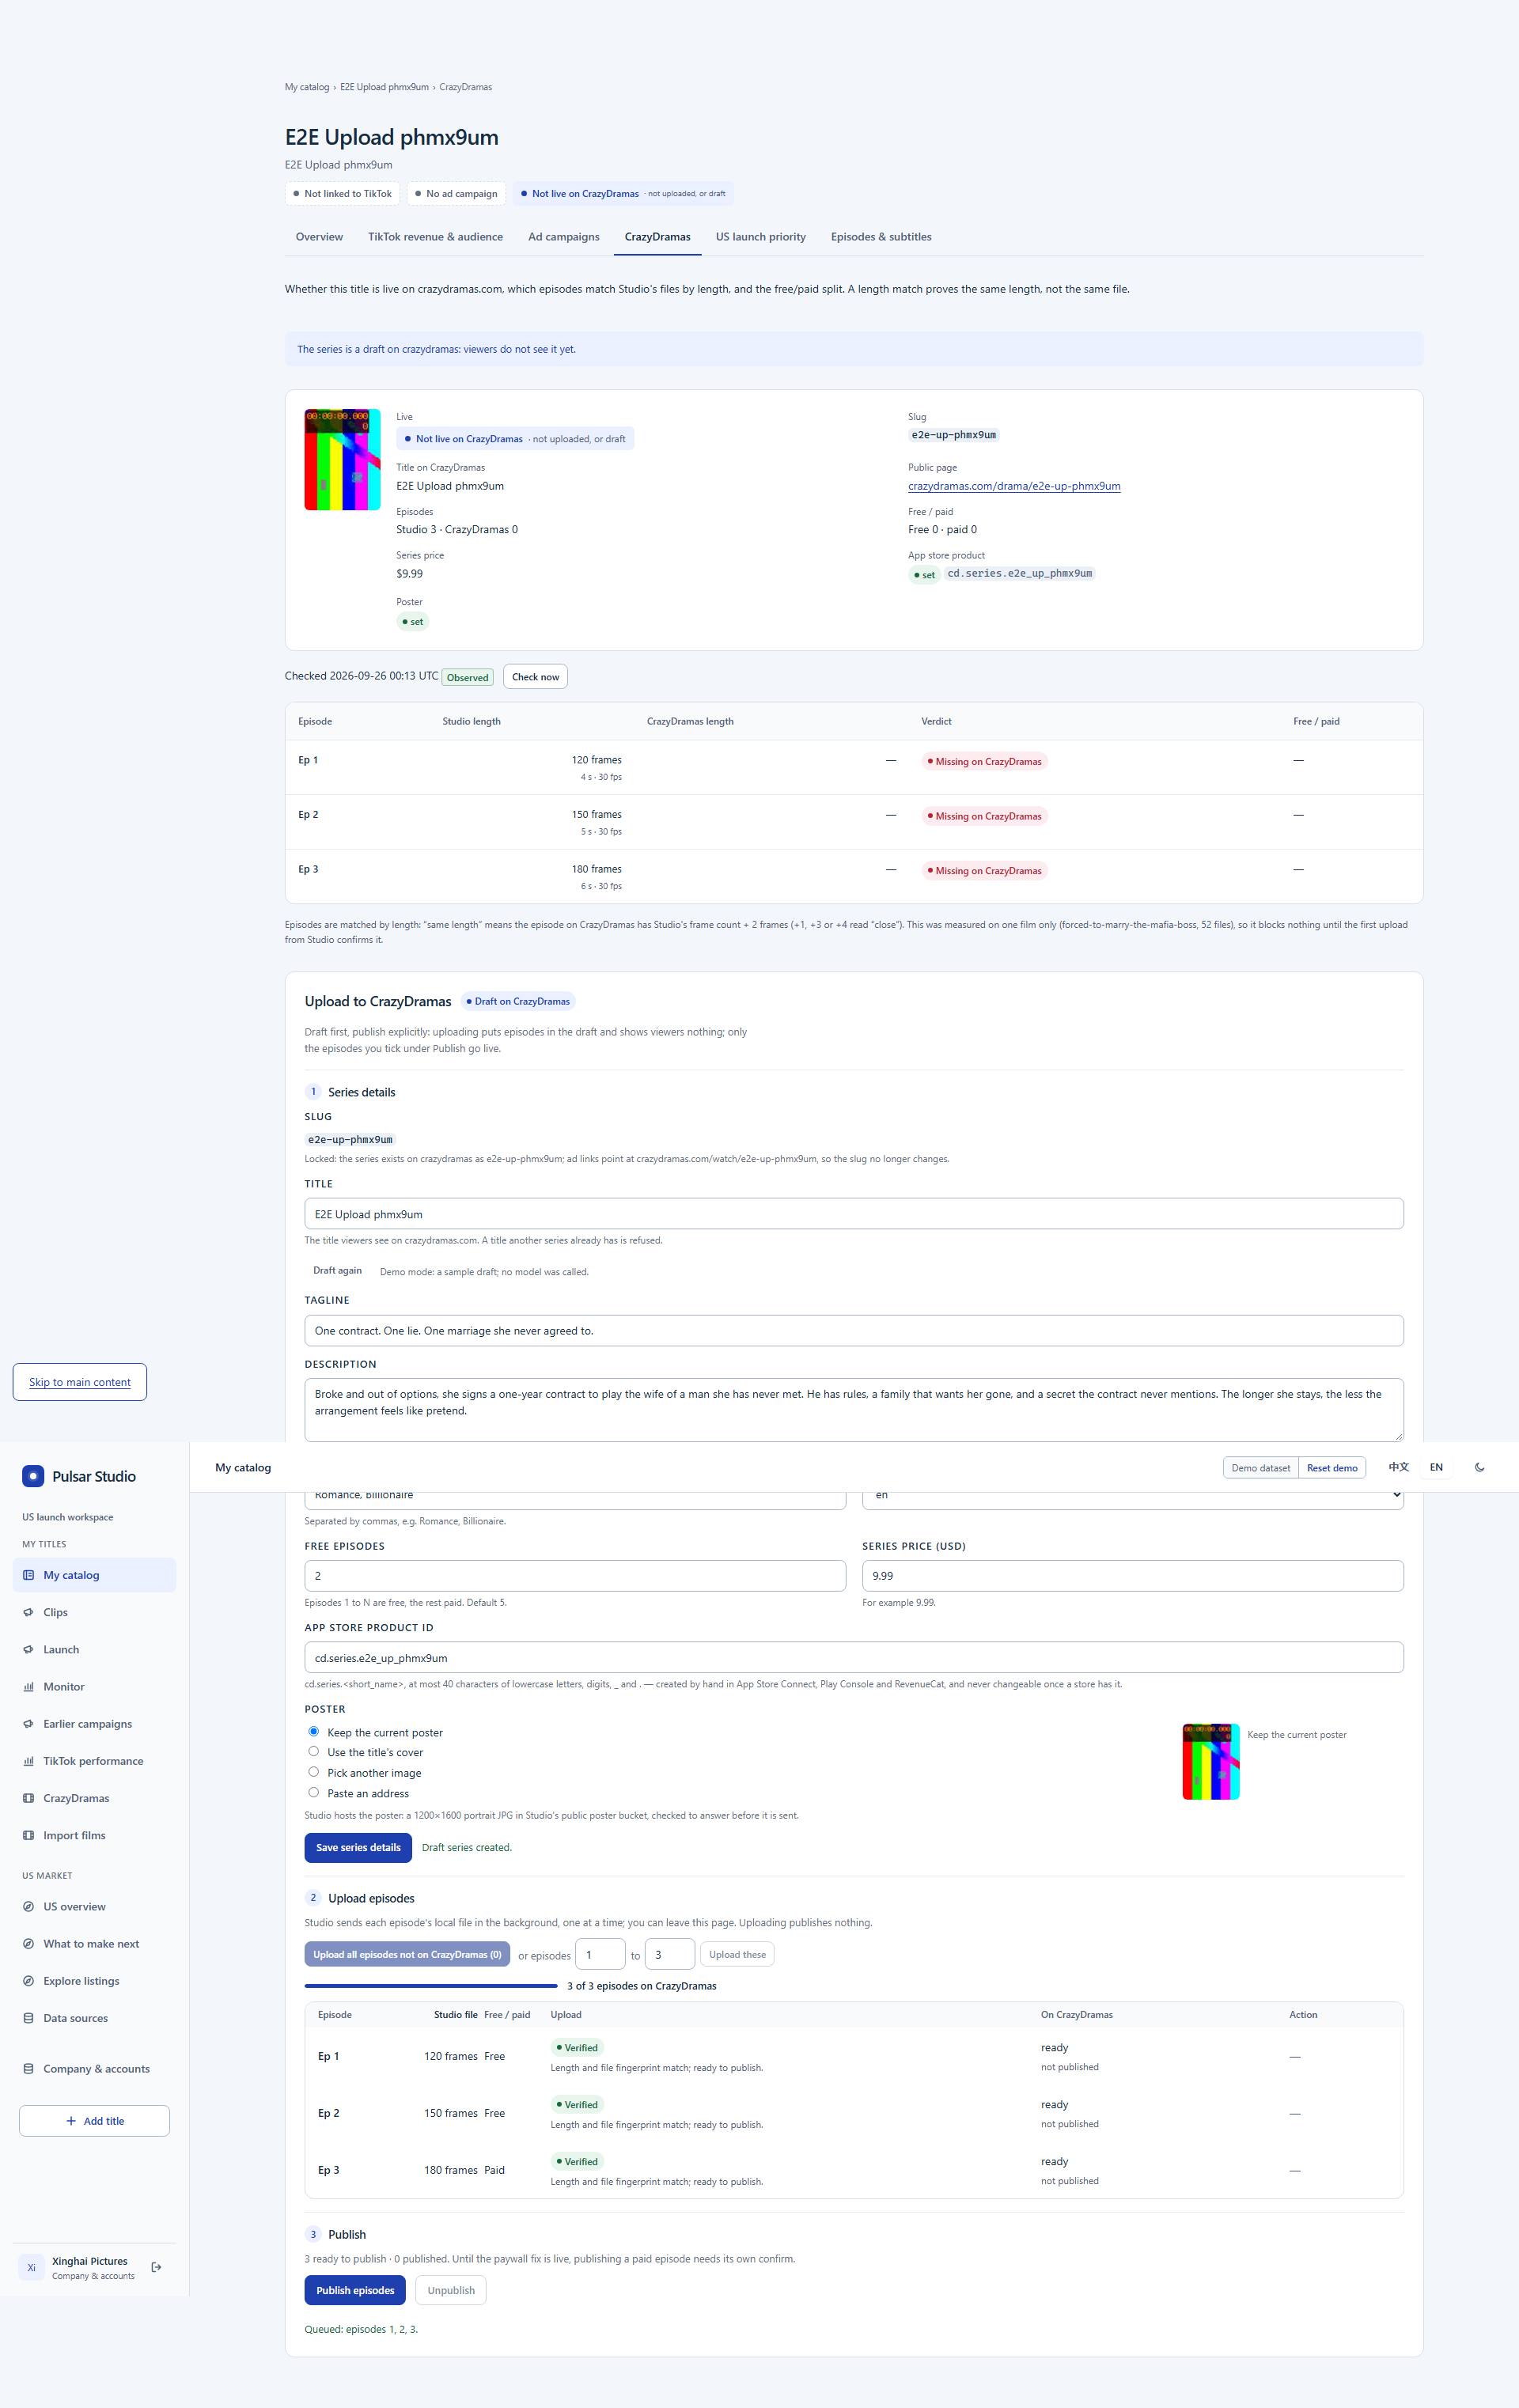 My catalog › E2E Upload phmx9um › CrazyDramas
E2E Upload phmx9um
E2E Upload phmx9um
Not linked to TikTok
No ad campaign
Not live on CrazyDramas · not uploaded, or draft
Overview
TikTok revenue & audience
Ad campaigns
CrazyDramas
US launch priority
Episodes & subtitles
Whether this title is live on crazydramas.com, which episodes match Studio's files by length, and the free/paid split. A length match proves the same length, not the same file.
The series is a draft on crazydramas: viewers do not see it yet.
00:00:00.000
0
Live
Not live on CrazyDramas · not uploaded, or draft
Slug
e2e-up-phmx9um
Title on CrazyDramas
E2E Upload phmx9um
Public page
crazydramas.com/drama/e2e-up-phmx9um
Episodes
Studio 3 · CrazyDramas 0
Free / paid
Free 0 · paid 0
Series price
$9.99
App store product
set cd.series.e2e_up_phmx9um
Poster
set
Checked 2026-09-26 00:13 UTC Observed Check now
Episode Studio length CrazyDramas length Verdict Free / paid
Ep 1 120 frames — Missing on CrazyDramas —
4 s · 30 fps
Ep 2 150 frames — Missing on CrazyDramas —
5 s · 30 fps
Ep 3 180 frames — Missing on CrazyDramas —
6 s · 30 fps
Episodes are matched by length: “same length” means the episode on CrazyDramas has Studio's frame count + 2 frames (+1, +3 or +4 read “close”). This was measured on one film only (forced-to-marry-the-mafia-boss, 52 files), so it blocks nothing until the first upload
from Studio confirms it.
Upload to CrazyDramas Draft on CrazyDramas
Draft first, publish explicitly: uploading puts episodes in the draft and shows viewers nothing; only
the episodes you tick under Publish go live.
1 Series details
SLUG
e2e-up-phmx9um
Locked: the series exists on crazydramas as e2e-up-phmx9um; ad links point at crazydramas.com/watch/e2e-up-phmx9um, so the slug no longer changes.
TITLE
E2E Upload phmx9um
The title viewers see on crazydramas.com. A title another series already has is refused.
Draft again Demo mode: a sample draft; no model was called.
TAGLINE
One contract. One lie. One marriage she never agreed to.
DESCRIPTION
Broke and out of options, she signs a one-year contract to play the wife of a man she has never met. He has rules, a family that wants her gone, and a secret the contract never mentions. The longer she stays, the less the
arrangement feels like pretend.
Skip to main content
Pulsar Studio
My catalog
Demo dataset Reset demo 中文 EN
US launch workspace
MY TITLES
My catalog
Clips
Launch
Monitor
Earlier campaigns
TikTok performance
CrazyDramas
Import films
US MARKET
US overview
What to make next
Explore listings
Data sources
Company & accounts
Add title
Xi
Xinghai Pictures
Company & accounts
Romance, Billionaire
en
Separated by commas, e.g. Romance, Billionaire.
FREE EPISODES
2
Episodes 1 to N are free, the rest paid. Default 5.
SERIES PRICE (USD)
9.99
For example 9.99.
APP STORE PRODUCT ID
cd.series.e2e_up_phmx9um
cd.series.<short_name>, at most 40 characters of lowercase letters, digits, _ and . — created by hand in App Store Connect, Play Console and RevenueCat, and never changeable once a store has it.
POSTER
Keep the current poster
Use the title's cover
Pick another image
Paste an address
00:00:00.000
Keep the current poster
Studio hosts the poster: a 1200×1600 portrait JPG in Studio's public poster bucket, checked to answer before it is sent.
Save series details Draft series created.
2 Upload episodes
Studio sends each episode's local file in the background, one at a time; you can leave this page. Uploading publishes nothing.
Upload all episodes not on CrazyDramas (0) or episodes 1 to 3 Upload these
3 of 3 episodes on CrazyDramas
Episode Studio file Free / paid Upload On CrazyDramas Action
Ep 1 120 frames Free Verified ready —
Length and file fingerprint match; ready to publish. not published
Ep 2 150 frames Free Verified ready —
Length and file fingerprint match; ready to publish. not published
Ep 3 180 frames Paid Verified ready —
Length and file fingerprint match; ready to publish. not published
3 Publish
3 ready to publish · 0 published. Until the paywall fix is live, publishing a paid episode needs its own confirm.
Publish episodes Unpublish
Queued: episodes 1, 2, 3.